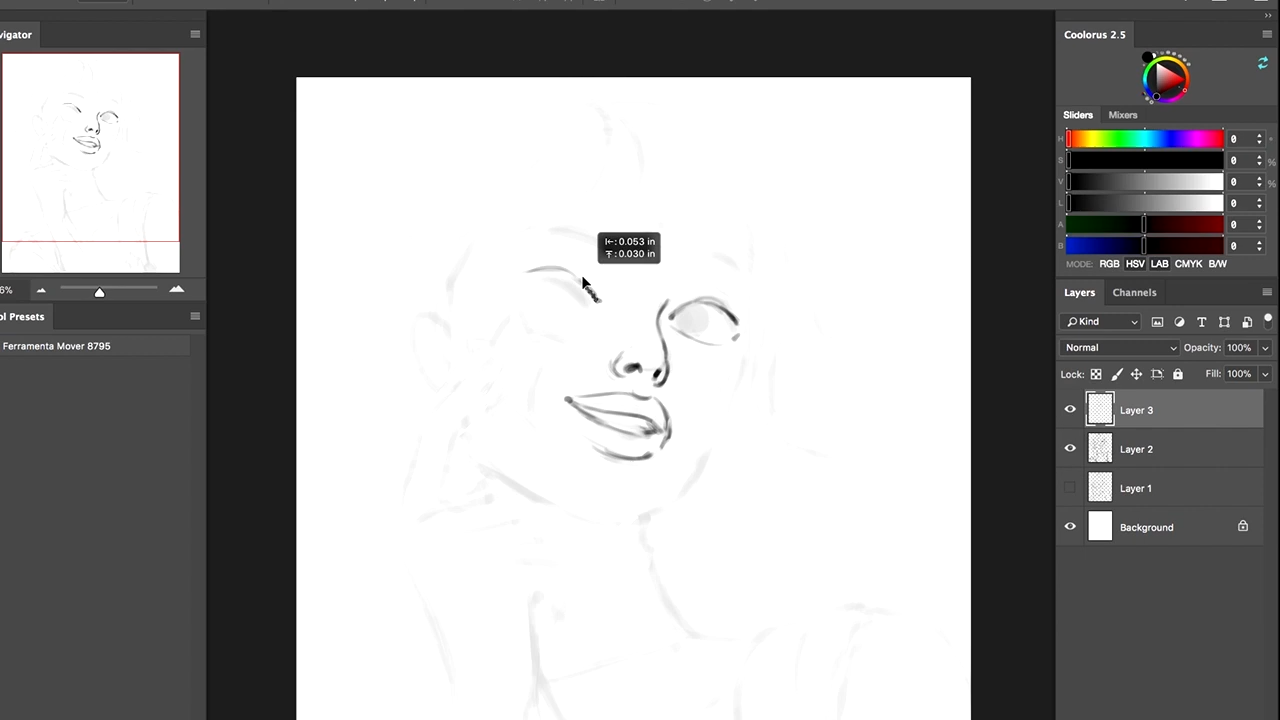 vigator
Coolorus 2.5
Sliders
Mixers
H
0
°
S
0
%
V
0
%
L
0
A
0
B
0
MODE: RGB HSV LAB CMYK B/W
6%
ol Presets
Ferramenta Mover 8795
: 0.053 in
: 0.030 in
Layers
Channels
Kind
Normal
Opacity: 100%
Lock:
Fill: 100%
Layer 3
Layer 2
Layer 1
Background